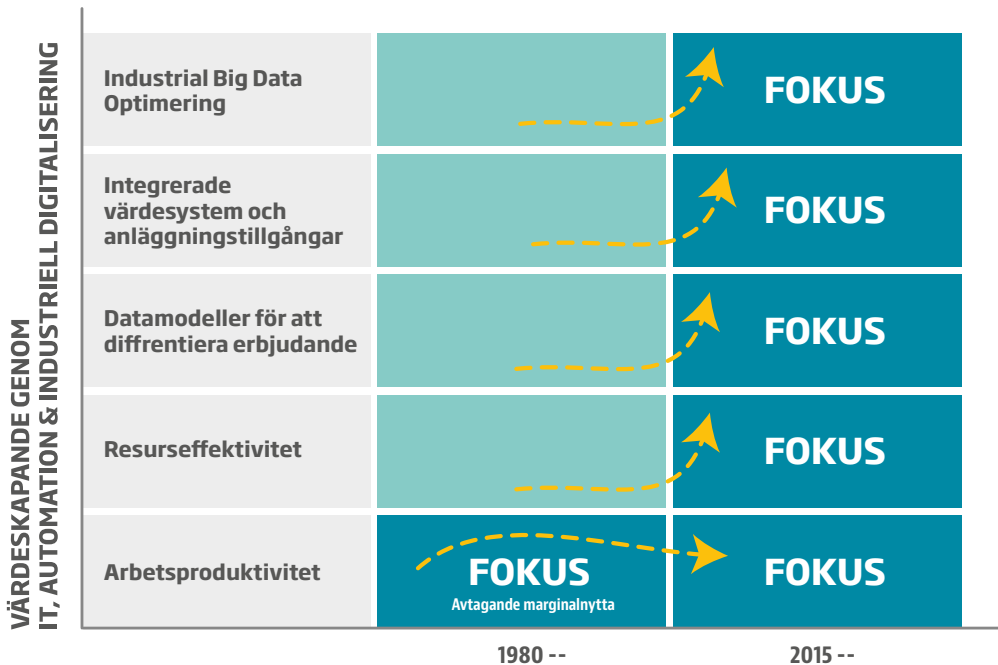 VÄRDESKAPANDE GENOM
IT, AUTOMATION & INDUSTRIELL DIGITALISERING
Industrial Big Data
Optimering
FOKUS
Integrerade
värdesystem och
anläggningstillgångar
FOKUS
Datamodeller för att
diffrentiera erbjudande
FOKUS
Resurseffektivitet
FOKUS
Arbetsproduktivitet
FOKUS
Avtagande marginalnytta
FOKUS
1980 --
2015 --